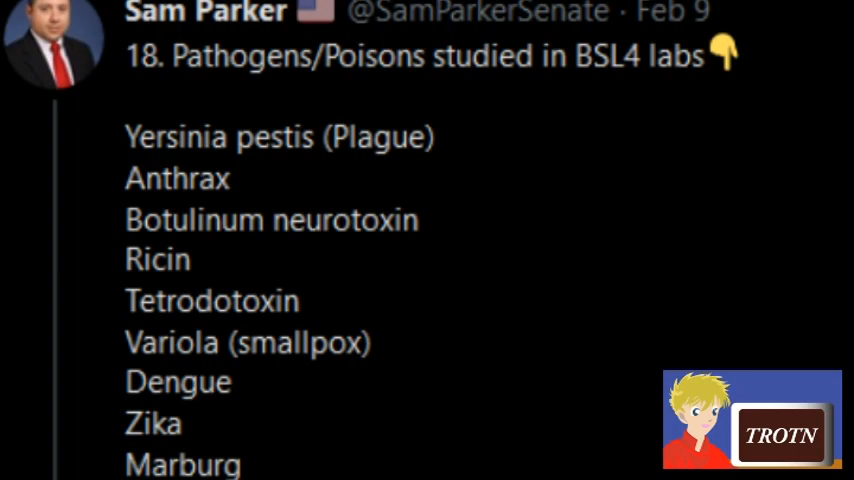 Sam Parker @SamParkerSenate · Feb 9
18. Pathogens/Poisons studied in BSL4 labs👇
Yersinia pestis (Plague)
Anthrax
Botulinum neurotoxin
Ricin
Tetrodotoxin
Variola (smallpox)
Dengue
Zika
Marburg
TROTN